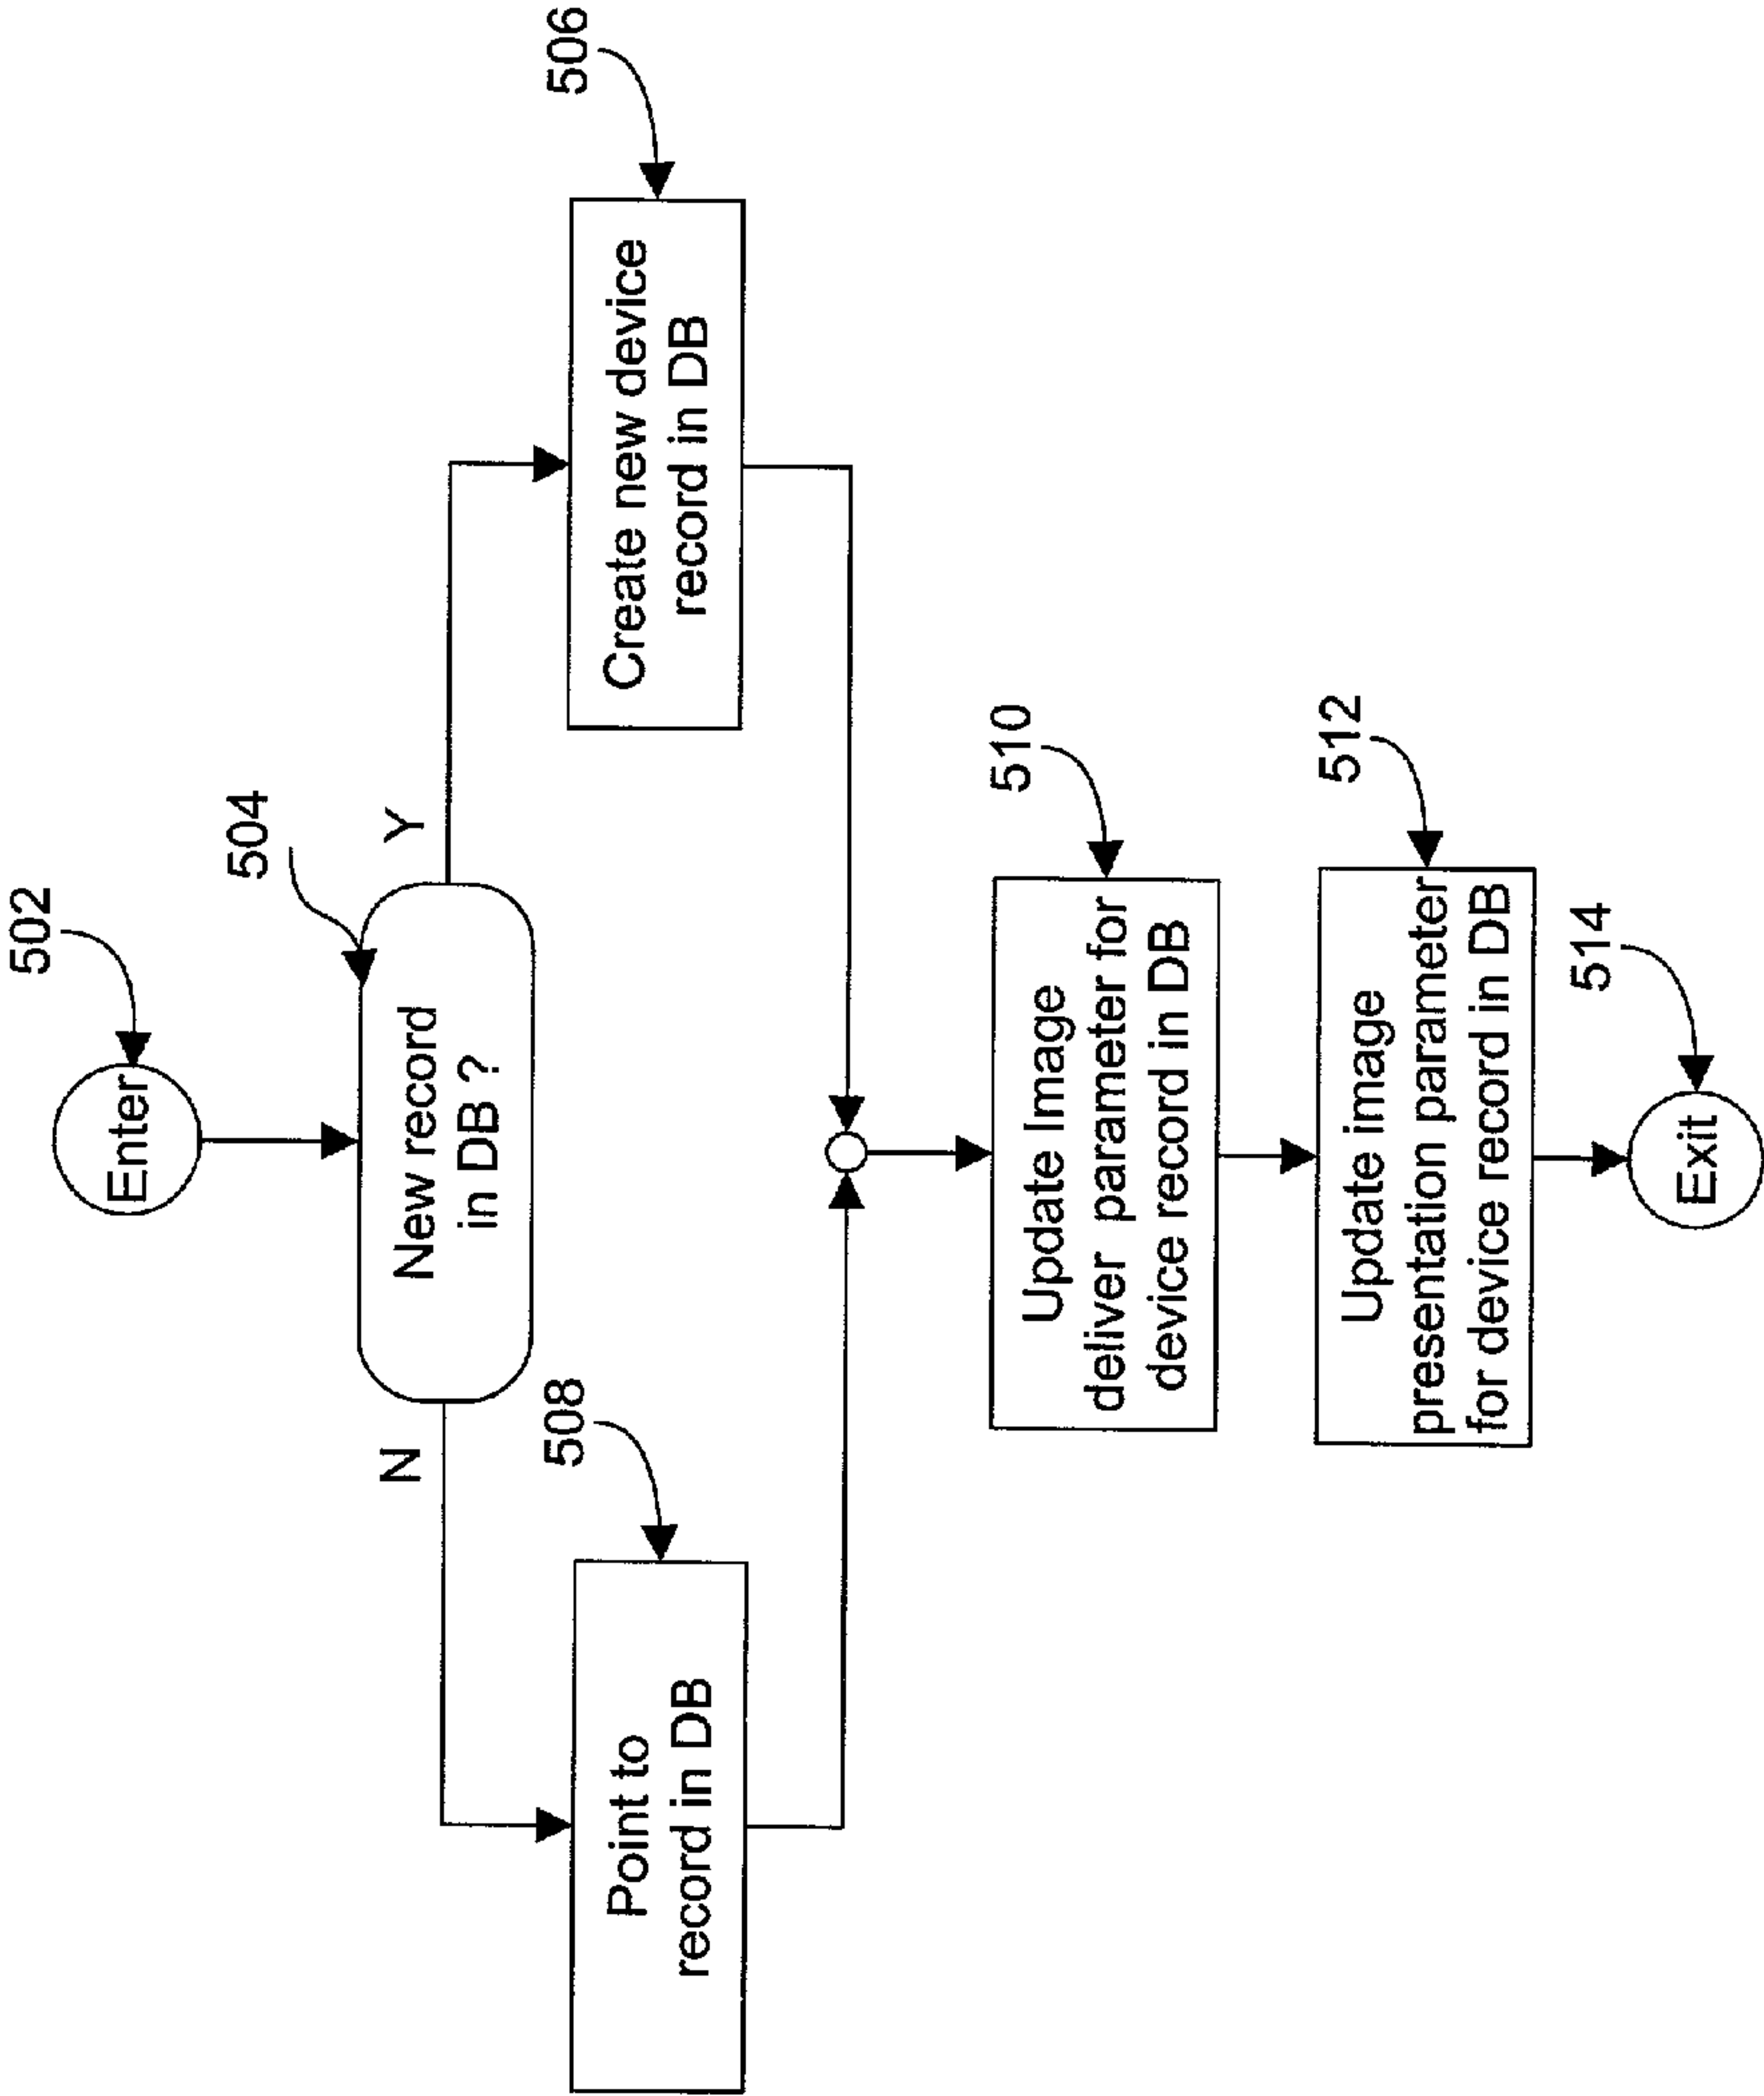 502
Enter
504
New record
in DB ?
N
Y
508
Point to
record in DB
506
Create new device
record in DB
510
Update Image
deliver parameter for
device record in DB
512
Update image
presentation parameter
for device record in DB
514
Exit